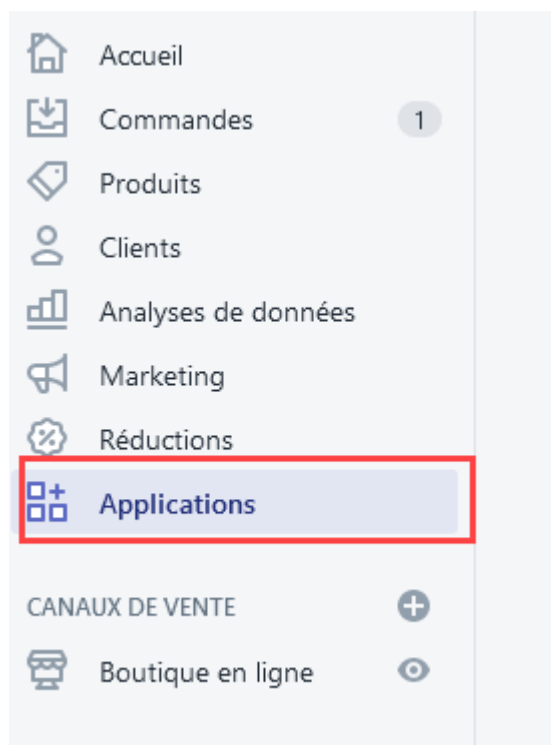 Accueil
Commandes 1
Produits
Clients
Analyses de données
Marketing
Réductions
Applications
CANAUX DE VENTE
Boutique en ligne